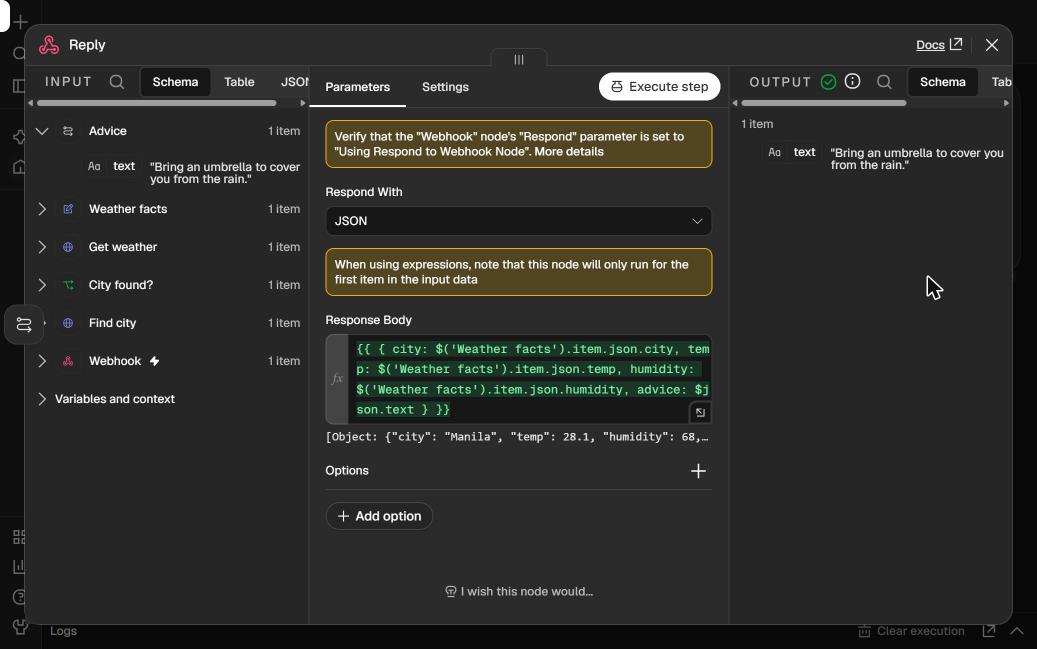 Reply
Docs
INPUT
Schema
Table
JSON
Advice
1 item
Aa text "Bring an umbrella to cover
you from the rain."
Weather facts
1 item
Get weather
1 item
City found?
1 item
Find city
1 item
Webhook
1 item
Variables and context
Parameters
Settings
Execute step
Verify that the "Webhook" node's "Respond" parameter is set to
"Using Respond to Webhook Node". More details
Respond With
JSON
When using expressions, note that this node will only run for the
first item in the input data
Response Body
fx
{{ { city: $('Weather facts').item.json.city, tem
p: $('Weather facts').item.json.temp, humidity:
$('Weather facts').item.json.humidity, advice: $j
son.text } }}
[Object: {"city": "Manila", "temp": 28.1, "humidity": 68,…
Options
Add option
I wish this node would...
OUTPUT
Schema
Tab
1 item
Aa text "Bring an umbrella to cover you
from the rain."
Logs
Clear execution